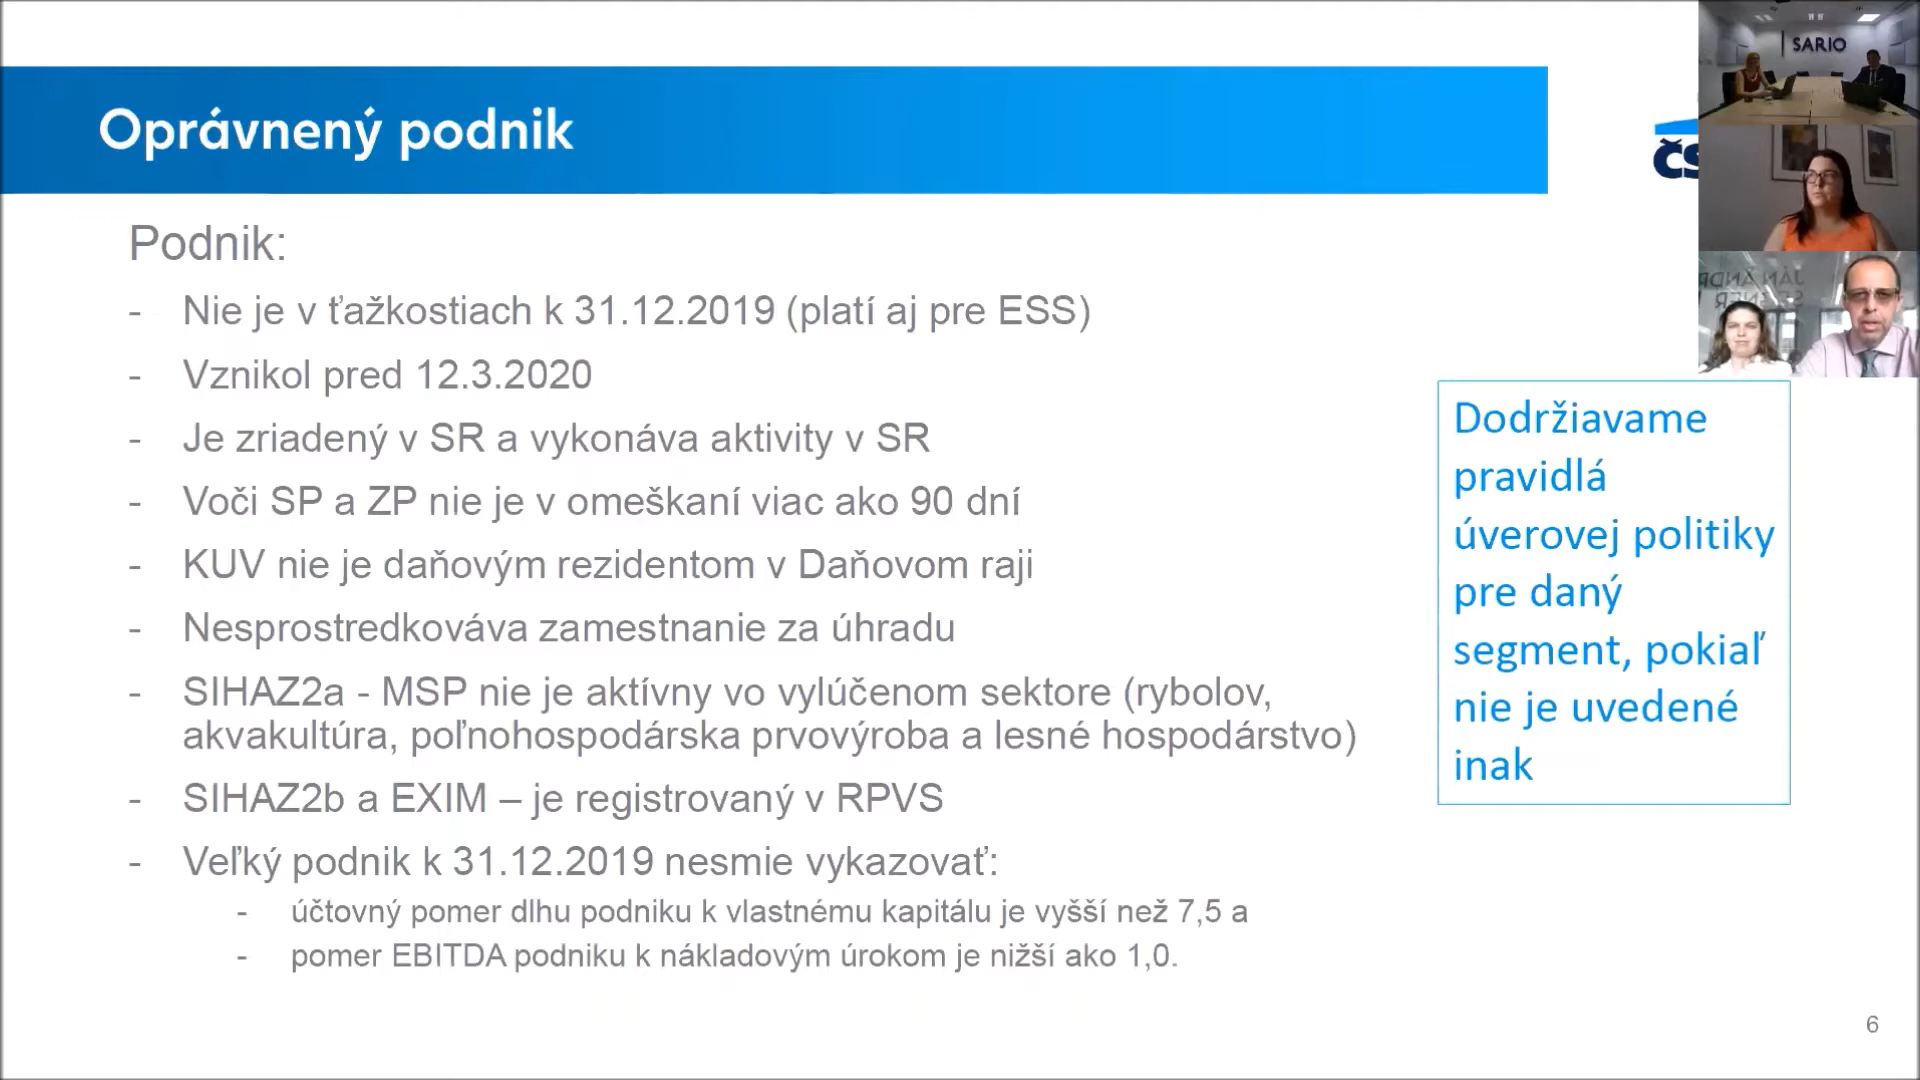 SARIO
Oprávnený podnik
ČS
Podnik:
- Nie je v ťažkostiach k 31.12.2019 (platí aj pre ESS)
- Vznikol pred 12.3.2020
- Je zriadený v SR a vykonáva aktivity v SR
- Voči SP a ZP nie je v omeškaní viac ako 90 dní
- KUV nie je daňovým rezidentom v Daňovom raji
- Nesprostredkováva zamestnanie za úhradu
- SIHAZ2a - MSP nie je aktívny vo vylúčenom sektore (rybolov,
akvakultúra, poľnohospodárska prvovýroba a lesné hospodárstvo)
- SIHAZ2b a EXIM – je registrovaný v RPVS
- Veľký podnik k 31.12.2019 nesmie vykazovať:
- účtovný pomer dlhu podniku k vlastnému kapitálu je vyšší než 7,5 a
- pomer EBITDA podniku k nákladovým úrokom je nižší ako 1,0.
Dodržiavame
pravidlá
úverovej politiky
pre daný
segment, pokiaľ
nie je uvedené
inak
6